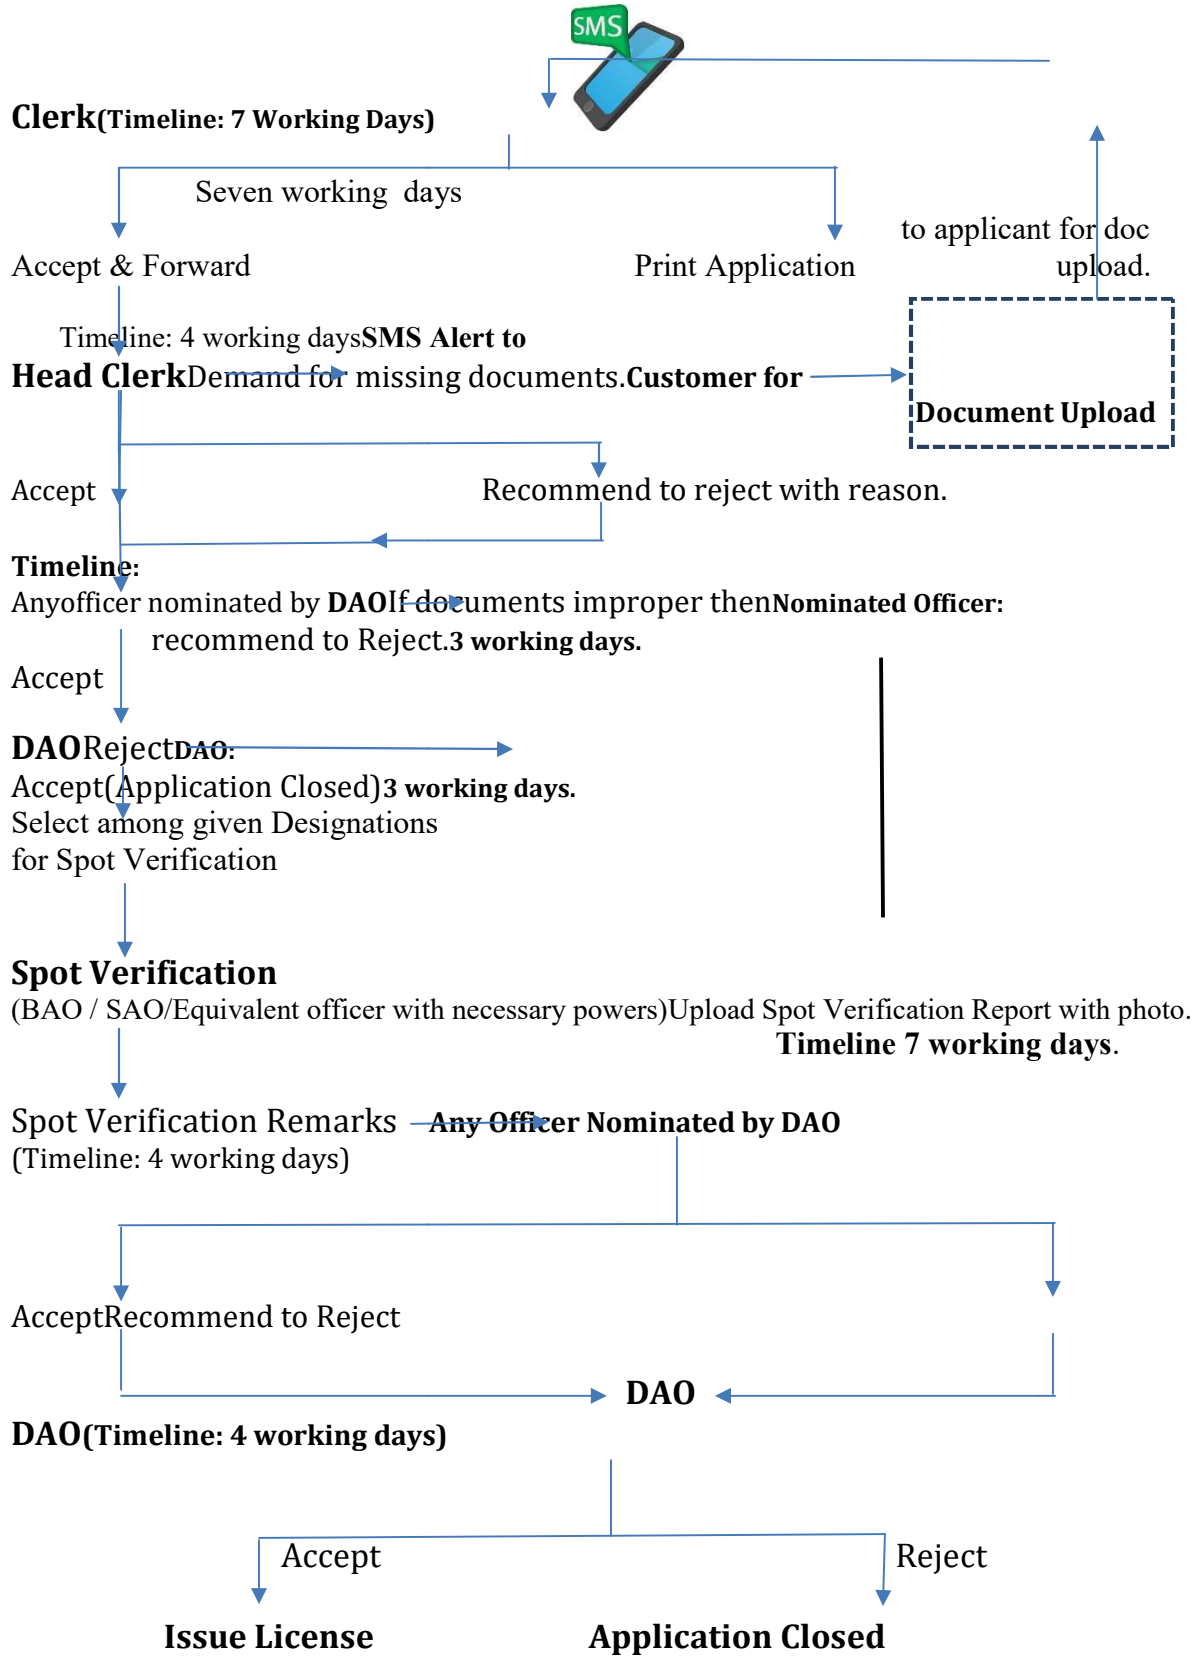 SMS
Clerk(Timeline: 7 Working Days)
Seven working days
to applicant for doc
Accept & Forward Print Application upload.
Timeline: 4 working daysSMS Alert to
Head ClerkDemand for missing documents.Customer for
Document Upload
Accept Recommend to reject with reason.
Timeline:
Anyofficer nominated by DAOIf documents improper thenNominated Officer:
recommend to Reject.3 working days.
Accept
DAORejectDAO:
Accept(Application Closed)3 working days.
Select among given Designations
for Spot Verification
Spot Verification
(BAO / SAO/Equivalent officer with necessary powers)Upload Spot Verification Report with photo.
Timeline 7 working days.
Spot Verification Remarks Any Officer Nominated by DAO
(Timeline: 4 working days)
AcceptRecommend to Reject
DAO
DAO(Timeline: 4 working days)
Accept Reject
Issue License Application Closed